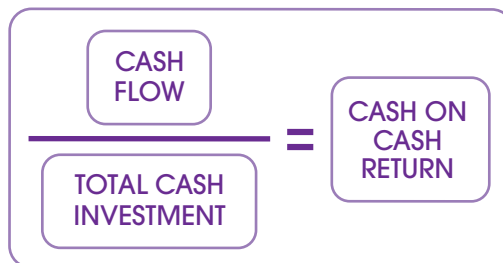 CASH
FLOW
=
TOTAL CASH
INVESTMENT
CASH ON
CASH
RETURN